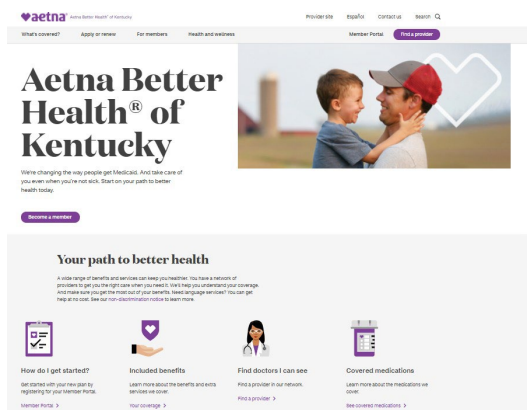 aetna® Aetna Better Health® of Kentucky
Provider site Español Contact us Search
What's covered? Apply or renew For members Health and wellness Member Portal Find a provider
Aetna Better
Health® of
Kentucky
We're changing the way people get Medicaid. And take care of
you even when you're not sick. Start on your path to better
health today.
Become a member
Your path to better health
A wide range of benefits and services can keep you healthier. You have a network of
providers to get you the right care when you need it. We'll help you understand your coverage.
And make sure you get the most out of your benefits. Need language services? You can get
help at no cost. See our non-discrimination notice to learn more.
How do I get started?
Get started with your new plan by
registering for your Member Portal.
Member Portal >
Included benefits
Learn more about the benefits and extra
services we cover.
Your coverage >
Find doctors I can see
Find a provider in our network.
Find a provider >
Covered medications
Learn more about the medications we
cover.
See covered medications >